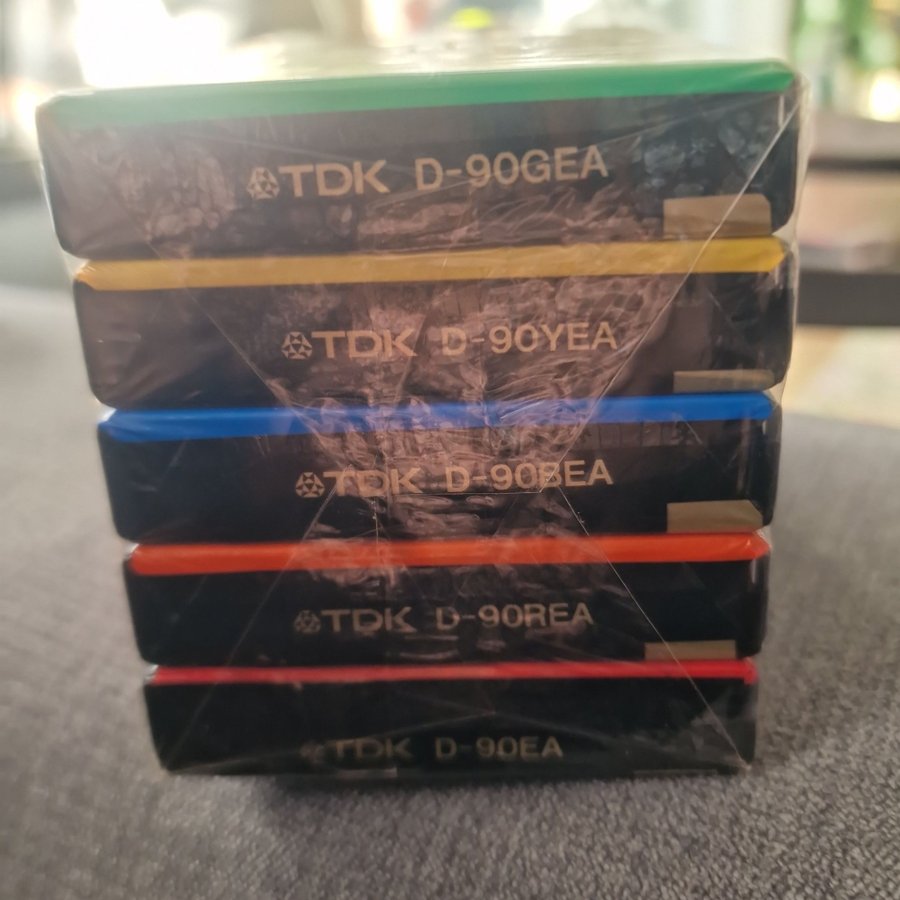 TDK D-90GEA
TDK D-90YEA
TDK D-90BEA
TDK D-90REA
TDK D-90EA